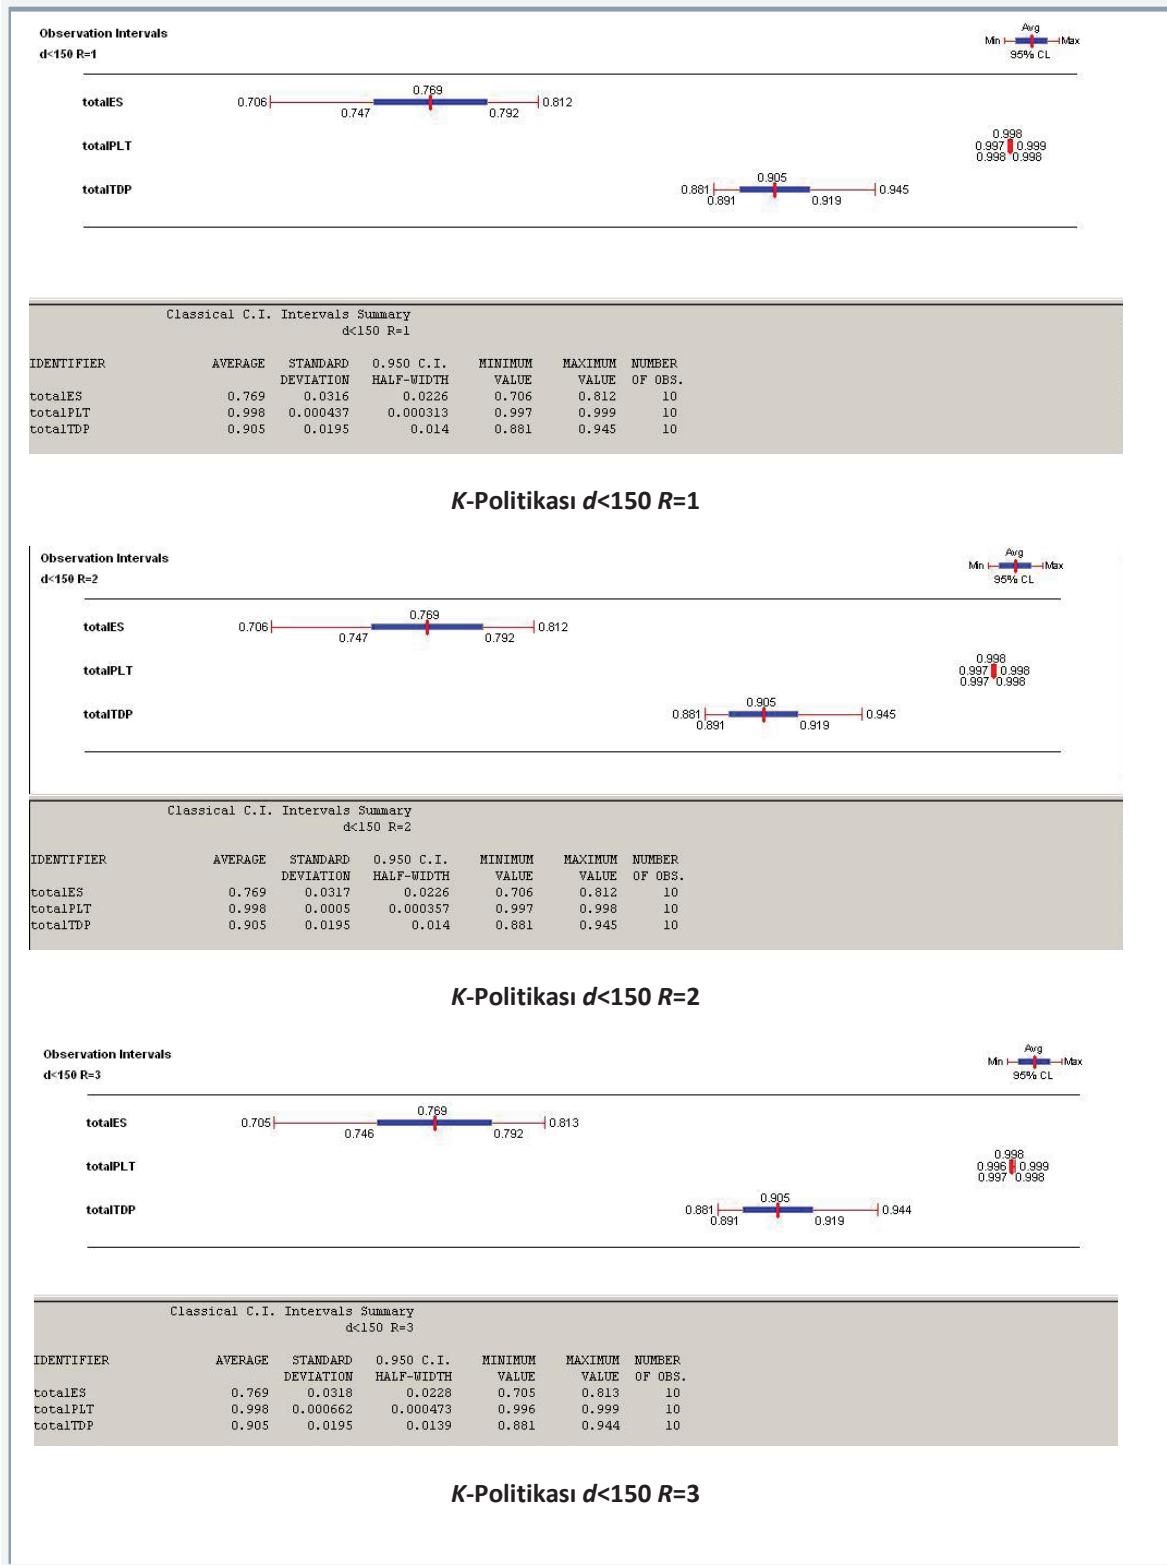 Observation Intervals
d<150 R=1
Avg
Min Max
95% CL
totalES 0.706 0.769 0.812
0.747 0.792
totalPLT 0.998
0.997 0.999
0.998 0.998
totalTDP 0.881 0.905 0.945
0.891 0.919
Classical C.I. Intervals Summary
d<150 R=1
IDENTIFIER AVERAGE STANDARD 0.950 C.I. MINIMUM MAXIMUM NUMBER
DEVIATION HALF-WIDTH VALUE VALUE OF OBS.
totalES 0.769 0.0316 0.0226 0.706 0.812 10
totalPLT 0.998 0.000437 0.000313 0.997 0.999 10
totalTDP 0.905 0.0195 0.014 0.881 0.945 10
K-Politikası d<150 R=1
Observation Intervals
d<150 R=2
Avg
Min Max
95% CL
totalES 0.706 0.769 0.812
0.747 0.792
totalPLT 0.998
0.997 0.998
0.997 0.998
totalTDP 0.881 0.905 0.945
0.891 0.919
Classical C.I. Intervals Summary
d<150 R=2
IDENTIFIER AVERAGE STANDARD 0.950 C.I. MINIMUM MAXIMUM NUMBER
DEVIATION HALF-WIDTH VALUE VALUE OF OBS.
totalES 0.769 0.0317 0.0226 0.706 0.812 10
totalPLT 0.998 0.0005 0.000357 0.997 0.998 10
totalTDP 0.905 0.0195 0.014 0.881 0.945 10
K-Politikası d<150 R=2
Observation Intervals
d<150 R=3
Avg
Min Max
95% CL
totalES 0.705 0.769 0.813
0.746 0.792
totalPLT 0.998
0.996 0.999
0.997 0.998
totalTDP 0.881 0.905 0.944
0.891 0.919
Classical C.I. Intervals Summary
d<150 R=3
IDENTIFIER AVERAGE STANDARD 0.950 C.I. MINIMUM MAXIMUM NUMBER
DEVIATION HALF-WIDTH VALUE VALUE OF OBS.
totalES 0.769 0.0318 0.0228 0.705 0.813 10
totalPLT 0.998 0.000662 0.000473 0.996 0.999 10
totalTDP 0.905 0.0195 0.0139 0.881 0.944 10
K-Politikası d<150 R=3